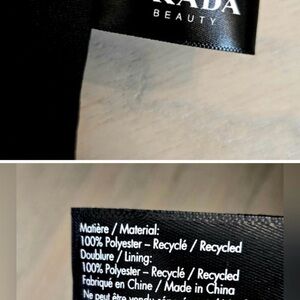 RADA
BEAUTY
Matière / Material:
100% Polyester – Recyclé / Recycled
Doublure / Lining:
100% Polyester – Recyclé / Recycled
Fabriqué en Chine / Made in China
Ne peut être vendu